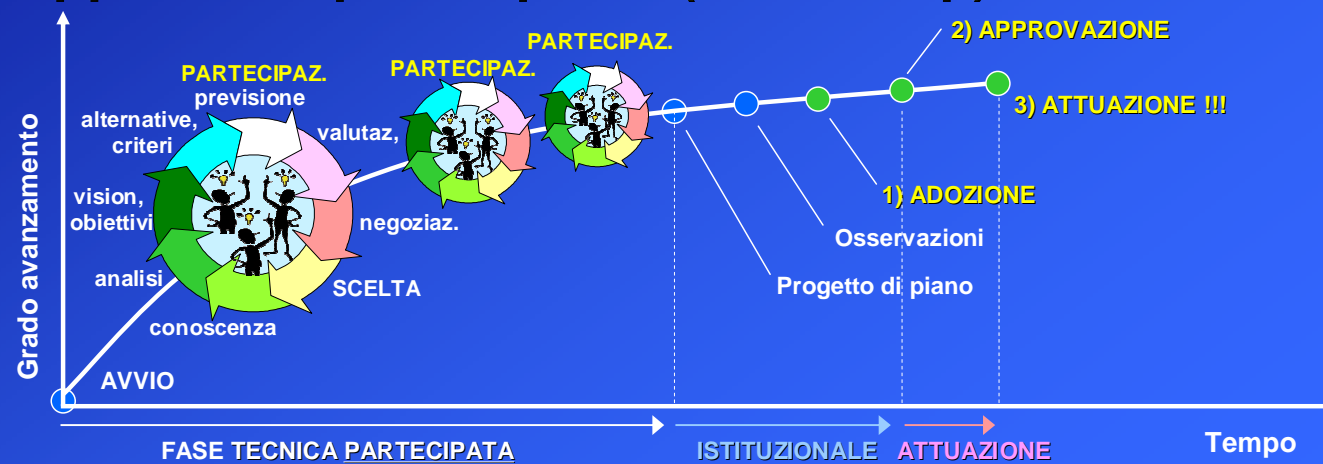 PARTECIPAZ.
PARTECIPAZ.
PARTECIPAZ.
2) APPROVAZIONE
3) ATTUAZIONE !!!
previsione
alternative,
criteri
valutaz,
vision,
obiettivi
negoziaz.
1) ADOZIONE
Osservazioni
analisi
SCELTA
Progetto di piano
conoscenza
AVVIO
Grado avanzamento
FASE TECNICA PARTECIPATA
ISTITUZIONALE
ATTUAZIONE
Tempo